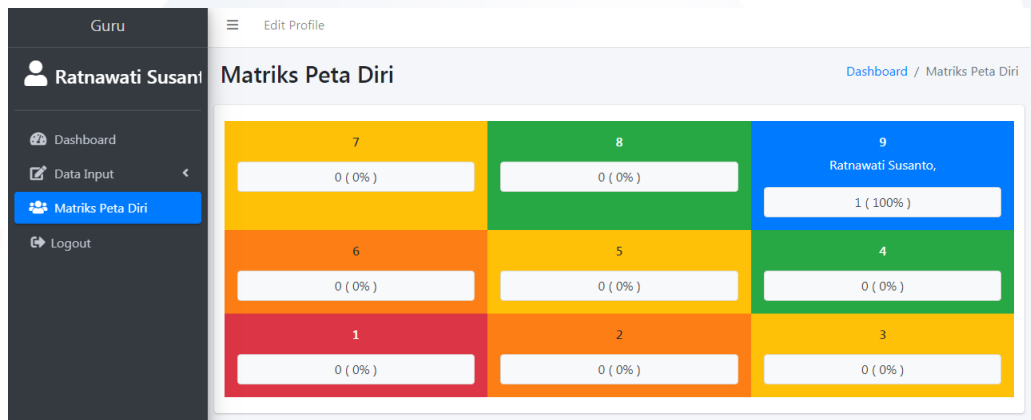 Guru
Edit Profile
Ratnawati Susant
Matriks Peta Diri
Dashboard / Matriks Peta Diri
Dashboard
Data Input
Matriks Peta Diri
Logout
7
0 ( 0% )
8
0 ( 0% )
9
Ratnawati Susanto,
1 ( 100% )
6
0 ( 0% )
5
0 ( 0% )
4
0 ( 0% )
1
0 ( 0% )
2
0 ( 0% )
3
0 ( 0% )